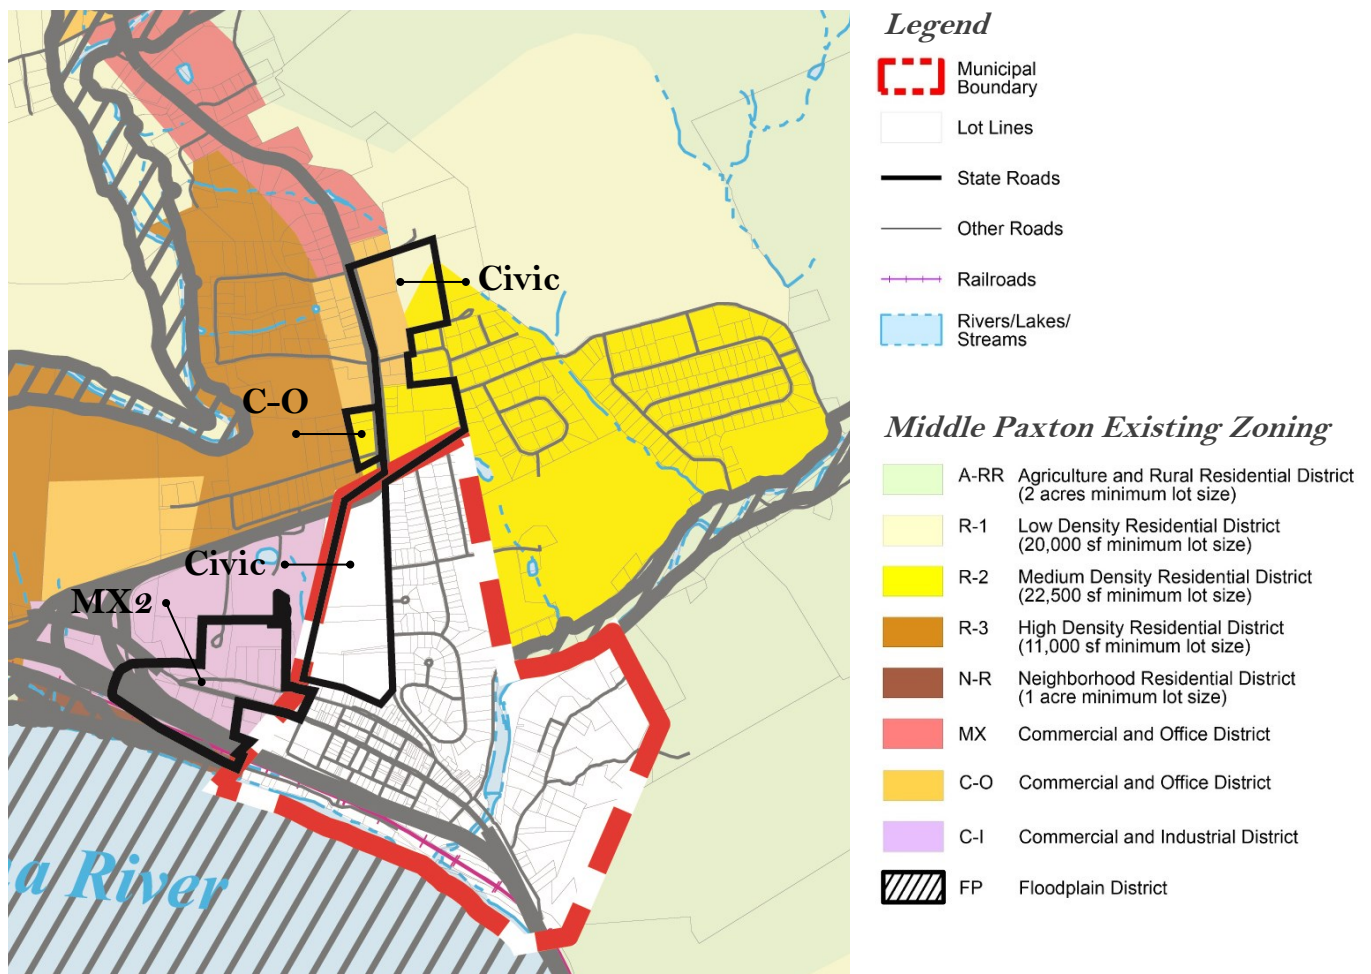 Civic
C-O
Civic
MX2
a River
Legend
Municipal
Boundary
Lot Lines
State Roads
Other Roads
Railroads
Rivers/Lakes/
Streams
Middle Paxton Existing Zoning
A-RR Agriculture and Rural Residential District
(2 acres minimum lot size)
R-1 Low Density Residential District
(20,000 sf minimum lot size)
R-2 Medium Density Residential District
(22,500 sf minimum lot size)
R-3 High Density Residential District
(11,000 sf minimum lot size)
N-R Neighborhood Residential District
(1 acre minimum lot size)
MX Commercial and Office District
C-O Commercial and Office District
C-I Commercial and Industrial District
FP Floodplain District